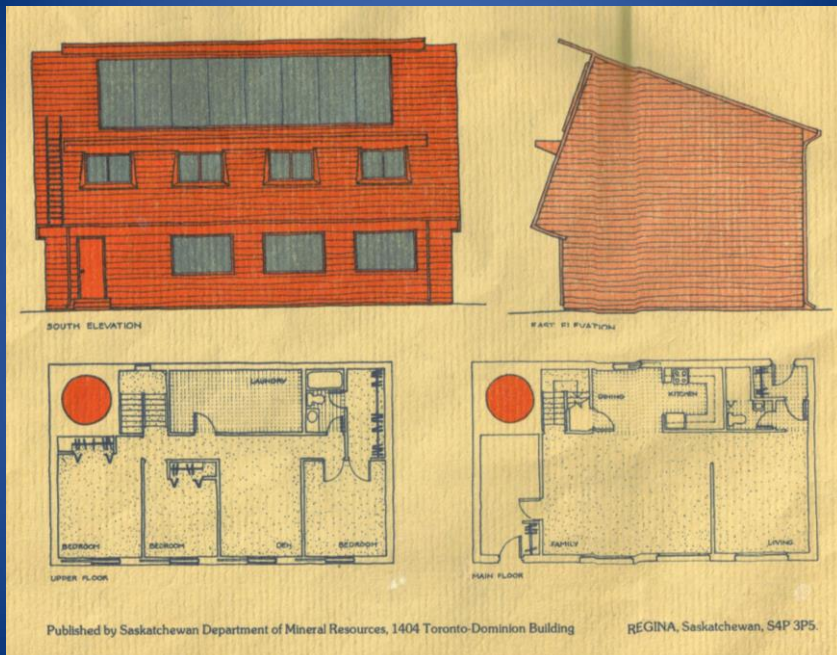 SOUTH ELEVATION
EAST ELEVATION
LAUNDRY
BEDROOM
BEDROOM
DEN
BEDROOM
UPPER FLOOR
DINING
KITCHEN
FAMILY
LIVING
MAIN FLOOR
Published by Saskatchewan Department of Mineral Resources, 1404 Toronto-Dominion Building REGINA, Saskatchewan, S4P 3P5.